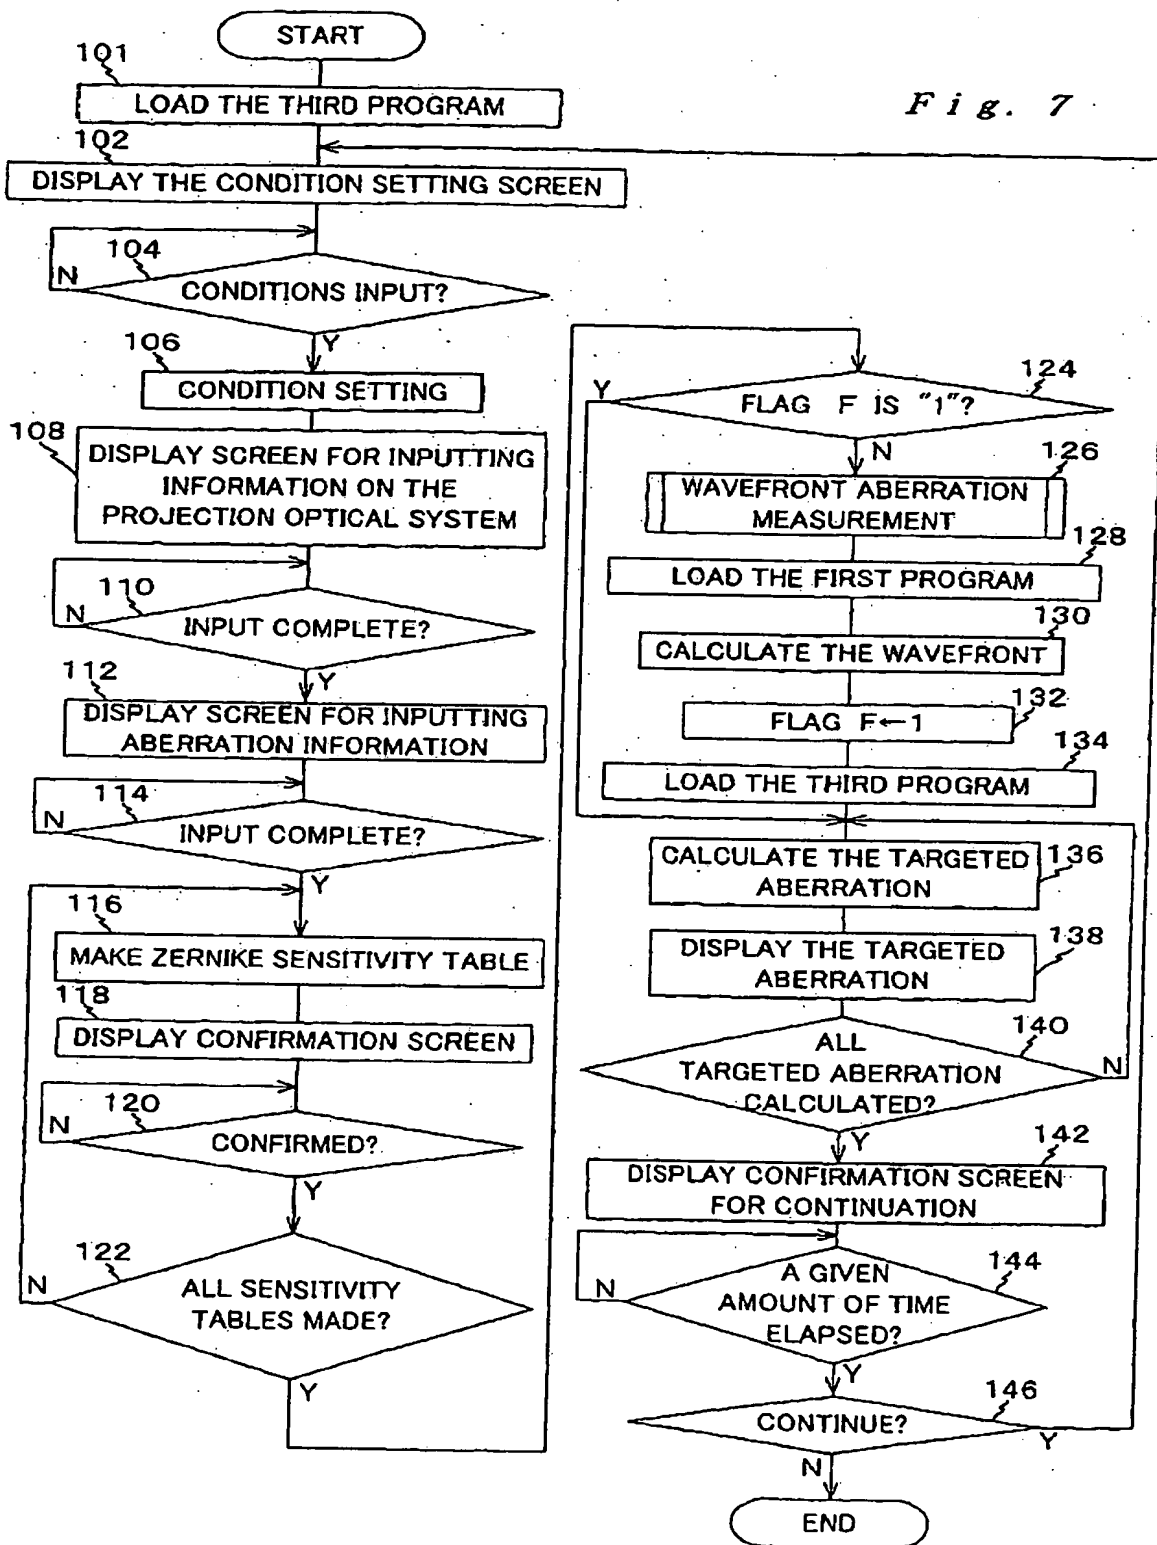 Fig. 7
START
101
LOAD THE THIRD PROGRAM
102
DISPLAY THE CONDITION SETTING SCREEN
104
N
CONDITIONS INPUT?
Y
106
CONDITION SETTING
108
DISPLAY SCREEN FOR INPUTTING
INFORMATION ON THE
PROJECTION OPTICAL SYSTEM
110
N
INPUT COMPLETE?
Y
112
DISPLAY SCREEN FOR INPUTTING
ABERRATION INFORMATION
114
N
INPUT COMPLETE?
Y
116
MAKE ZERNIKE SENSITIVITY TABLE
118
DISPLAY CONFIRMATION SCREEN
120
N
CONFIRMED?
Y
122
N
ALL SENSITIVITY
TABLES MADE?
Y
124
Y
FLAG F IS "1"?
N
126
WAVEFRONT ABERRATION
MEASUREMENT
128
LOAD THE FIRST PROGRAM
130
CALCULATE THE WAVEFRONT
132
FLAG F←1
134
LOAD THE THIRD PROGRAM
CALCULATE THE TARGETED
ABERRATION
136
DISPLAY THE TARGETED
ABERRATION
138
140
ALL
TARGETED ABERRATION
CALCULATED?
N
Y
142
DISPLAY CONFIRMATION SCREEN
FOR CONTINUATION
144
N
A GIVEN
AMOUNT OF TIME
ELAPSED?
Y
146
CONTINUE?
Y
N
END